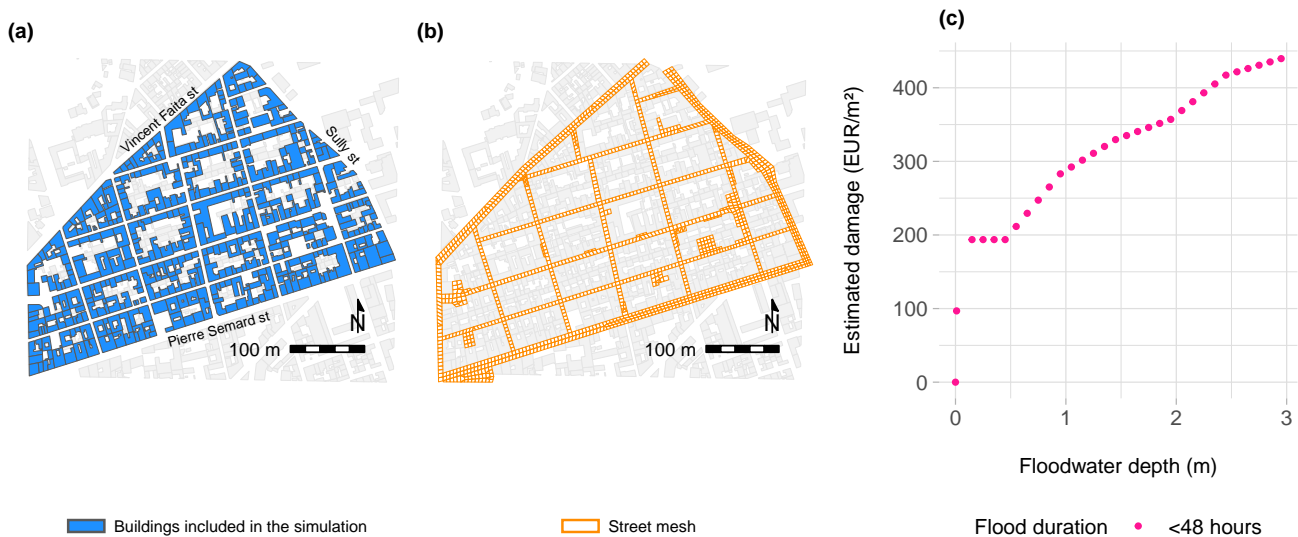 (a)
Vincent Faita st
Sully st
Pierre Semard st
N
100 m
Buildings included in the simulation
(b)
N
100 m
Street mesh
(c)
Estimated damage (EUR/m²)
400
300
200
100
0
0 1 2 3
Floodwater depth (m)
Flood duration <48 hours